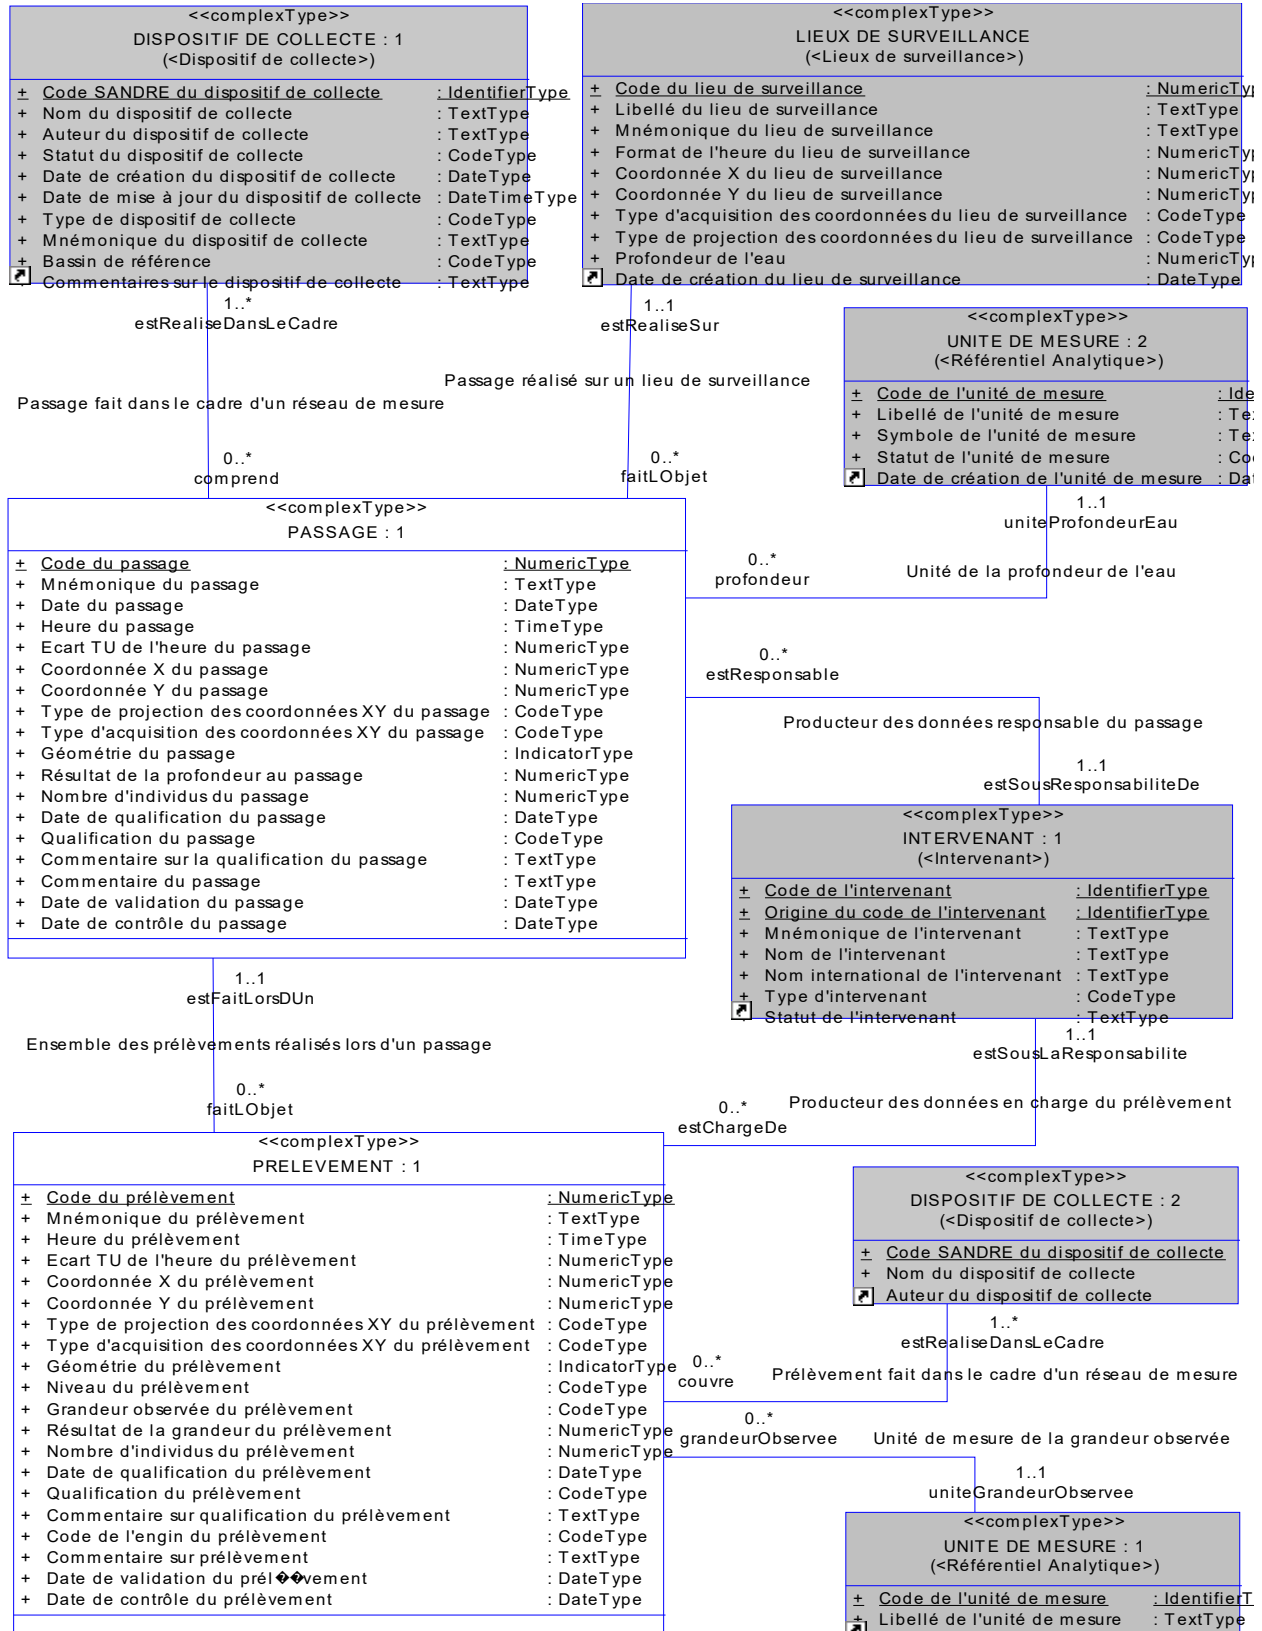 <<complexType>>
DISPOSITIF DE COLLECTE : 1
(<Dispositif de collecte>)
+ Code SANDRE du dispositif de collecte : IdentifierType
+ Nom du dispositif de collecte : TextType
+ Auteur du dispositif de collecte : TextType
+ Statut du dispositif de collecte : CodeType
+ Date de création du dispositif de collecte : DateType
+ Date de mise à jour du dispositif de collecte : DateTimeType
+ Type de dispositif de collecte : CodeType
+ Mnémonique du dispositif de collecte : TextType
+ Bassin de référence : CodeType
Commentaires sur le dispositif de collecte : TextType
<<complexType>>
LIEUX DE SURVEILLANCE
(<Lieux de surveillance>)
+ Code du lieu de surveillance : NumericTy
+ Libellé du lieu de surveillance : TextType
+ Mnémonique du lieu de surveillance : TextType
+ Format de l'heure du lieu de surveillance : NumericTy
+ Coordonnée X du lieu de surveillance : NumericTy
+ Coordonnée Y du lieu de surveillance : NumericTy
+ Type d'acquisition des coordonnées du lieu de surveillance : CodeType
+ Type de projection des coordonnées du lieu de surveillance : CodeType
+ Profondeur de l'eau : NumericTy
Date de création du lieu de surveillance : DateType
1..*
estRealiseDansLeCadre
1..1
estRealiseSur
Passage réalisé sur un lieu de surveillance
Passage fait dans le cadre d'un réseau de mesure
0..*
comprend
0..*
faitLObjet
<<complexType>>
UNITE DE MESURE : 2
(<Référentiel Analytique>)
+ Code de l'unité de mesure : Ide
+ Libellé de l'unité de mesure : Te
+ Symbole de l'unité de mesure : Te
+ Statut de l'unité de mesure : Co
Date de création de l'unité de mesure : Da
1..1
uniteProfondeurEau
0..*
profondeur
Unité de la profondeur de l'eau
<<complexType>>
PASSAGE : 1
+ Code du passage : NumericType
+ Mnémonique du passage : TextType
+ Date du passage : DateType
+ Heure du passage : TimeType
+ Ecart TU de l'heure du passage : NumericType
+ Coordonnée X du passage : NumericType
+ Coordonnée Y du passage : NumericType
+ Type de projection des coordonnées XY du passage : CodeType
+ Type d'acquisition des coordonnées XY du passage : CodeType
+ Géométrie du passage : IndicatorType
+ Résultat de la profondeur au passage : NumericType
+ Nombre d'individus du passage : NumericType
+ Date de qualification du passage : DateType
+ Qualification du passage : CodeType
+ Commentaire sur la qualification du passage : TextType
+ Commentaire du passage : TextType
+ Date de validation du passage : DateType
+ Date de contrôle du passage : DateType
0..*
estResponsable
Producteur des données responsable du passage
1..1
estSousResponsabiliteDe
<<complexType>>
INTERVENANT : 1
(<Intervenant>)
+ Code de l'intervenant : IdentifierType
+ Origine du code de l'intervenant : IdentifierType
+ Mnémonique de l'intervenant : TextType
+ Nom de l'intervenant : TextType
+ Nom international de l'intervenant : TextType
+ Type d'intervenant : CodeType
Statut de l'intervenant : TextType
1..1
estFaitLorsDUn
Ensemble des prélèvements réalisés lors d'un passage
0..*
faitLObjet
1..1
estSousLaResponsabilite
0..*
estChargeDe
Producteur des données en charge du prélèvement
<<complexType>>
PRELEVEMENT : 1
+ Code du prélèvement : NumericType
+ Mnémonique du prélèvement : TextType
+ Heure du prélèvement : TimeType
+ Ecart TU de l'heure du prélèvement : NumericType
+ Coordonnée X du prélèvement : NumericType
+ Coordonnée Y du prélèvement : NumericType
+ Type de projection des coordonnées XY du prélèvement : CodeType
+ Type d'acquisition des coordonnées XY du prélèvement : CodeType
+ Géométrie du prélèvement : IndicatorType
+ Niveau du prélèvement : CodeType
+ Grandeur observée du prélèvement : CodeType
+ Résultat de la grandeur du prélèvement : NumericType
+ Nombre d'individus du prélèvement : NumericType
+ Date de qualification du prélèvement : DateType
+ Qualification du prélèvement : CodeType
+ Commentaire sur qualification du prélèvement : TextType
+ Code de l'engin du prélèvement : CodeType
+ Commentaire sur prélèvement : TextType
+ Date de validation du prél��vement : DateType
+ Date de contrôle du prélèvement : DateType
<<complexType>>
DISPOSITIF DE COLLECTE : 2
(<Dispositif de collecte>)
+ Code SANDRE du dispositif de collecte
+ Nom du dispositif de collecte
Auteur du dispositif de collecte
1..*
estRealiseDansLeCadre
0..*
couvre
Prélèvement fait dans le cadre d'un réseau de mesure
0..*
grandeurObservee
Unité de mesure de la grandeur observée
1..1
uniteGrandeurObservee
<<complexType>>
UNITE DE MESURE : 1
(<Référentiel Analytique>)
+ Code de l'unité de mesure : IdentifierT
+ Libellé de l'unité de mesure : TextType